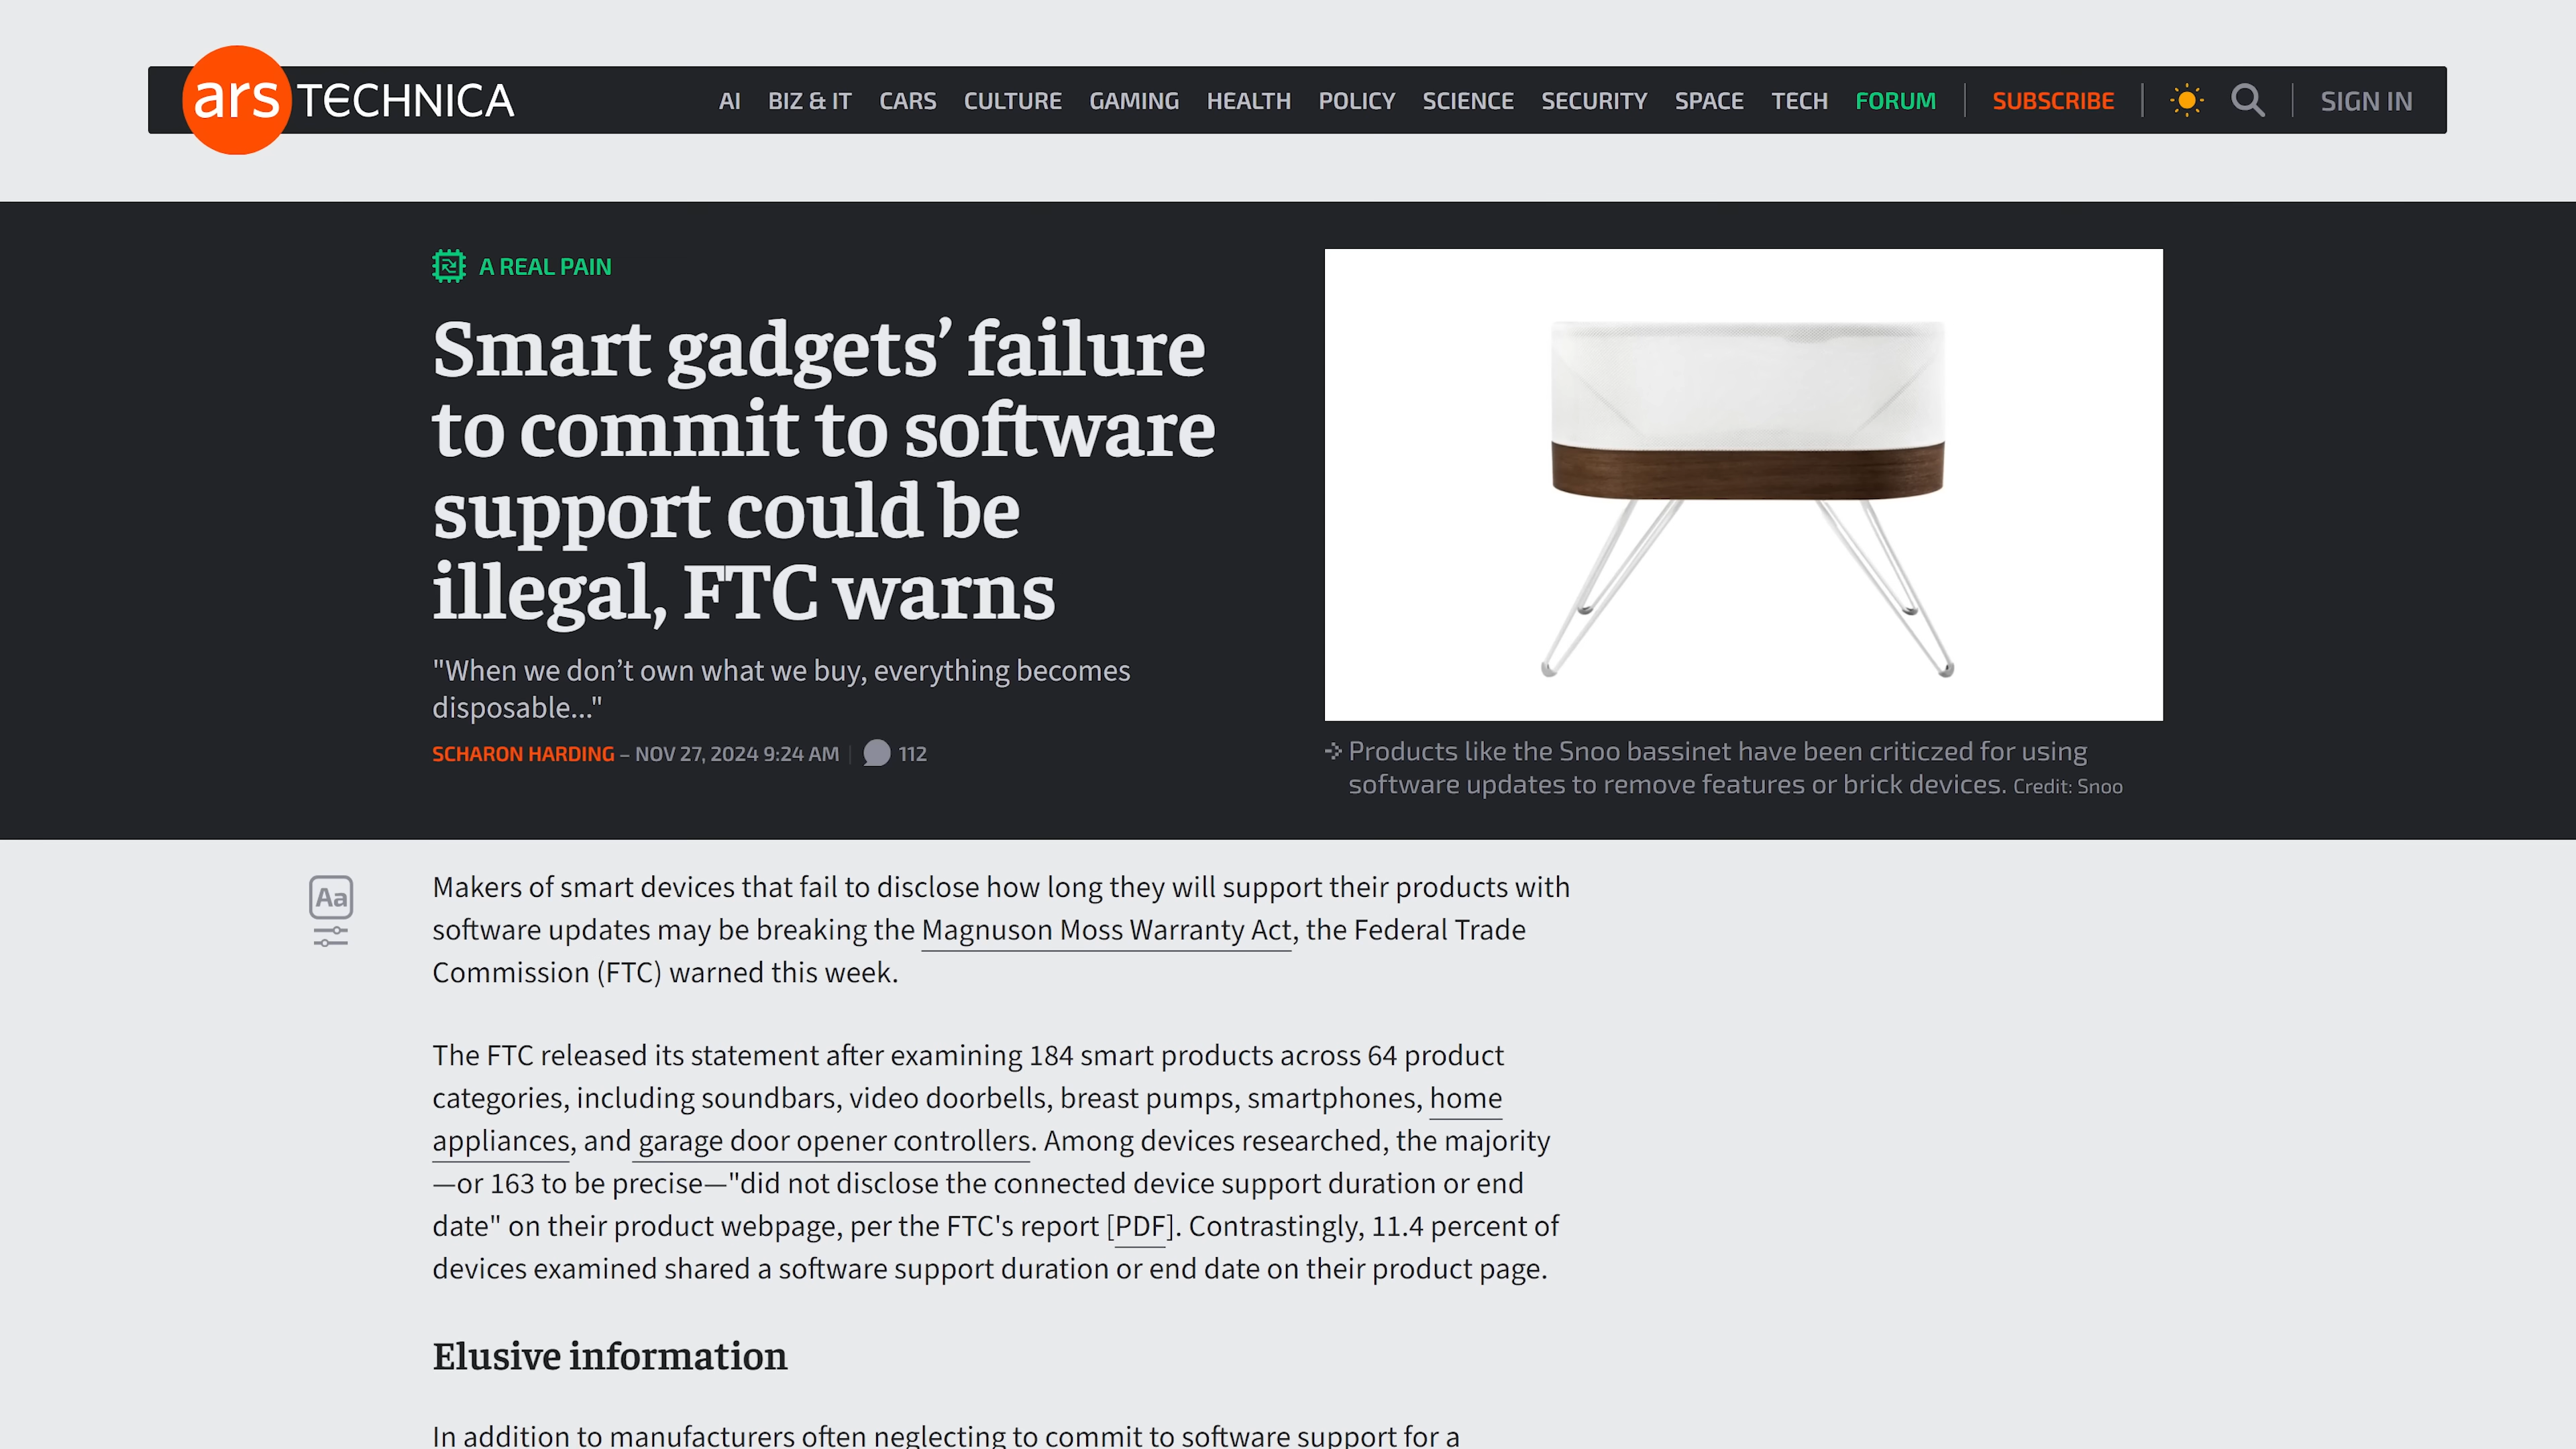 ars TECHNICA
AI BIZ & IT CARS CULTURE GAMING HEALTH POLICY SCIENCE SECURITY SPACE TECH FORUM SUBSCRIBE SIGN IN
A REAL PAIN
Smart gadgets’ failure
to commit to software
support could be
illegal, FTC warns
"When we don’t own what we buy, everything becomes
disposable..."
SCHARON HARDING – NOV 27, 2024 9:24 AM | 112
Products like the Snoo bassinet have been criticzed for using
software updates to remove features or brick devices. Credit: Snoo
Aa
Makers of smart devices that fail to disclose how long they will support their products with
software updates may be breaking the Magnuson Moss Warranty Act, the Federal Trade
Commission (FTC) warned this week.
The FTC released its statement after examining 184 smart products across 64 product
categories, including soundbars, video doorbells, breast pumps, smartphones, home
appliances, and garage door opener controllers. Among devices researched, the majority
—or 163 to be precise—"did not disclose the connected device support duration or end
date" on their product webpage, per the FTC's report [PDF]. Contrastingly, 11.4 percent of
devices examined shared a software support duration or end date on their product page.
Elusive information
In addition to manufacturers often neglecting to commit to software support for a